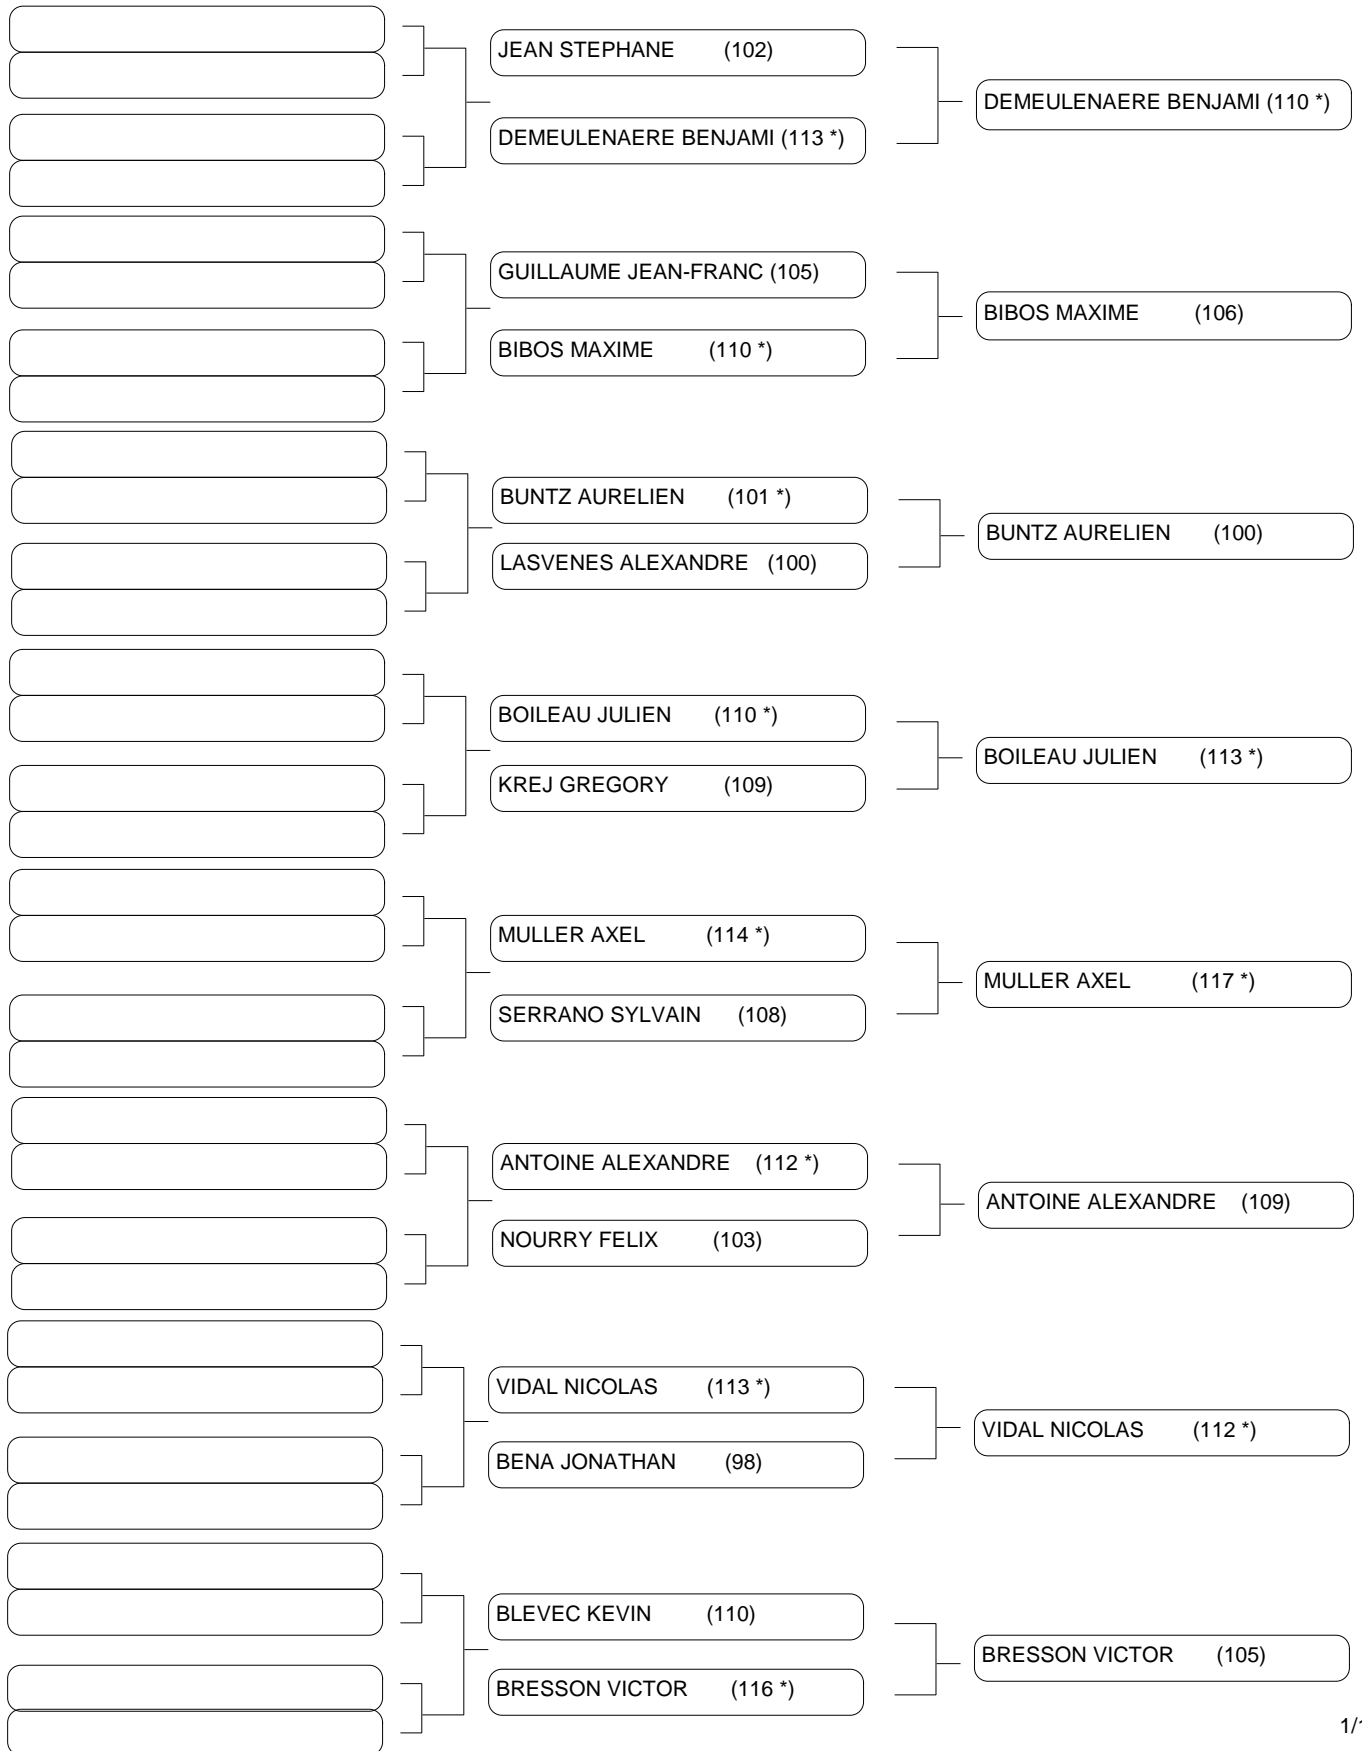 JEAN STEPHANE (102)
DEMEULENAERE BENJAMI (113 *)
DEMEULENAERE BENJAMI (110 *)
GUILLAUME JEAN-FRANC (105)
BIBOS MAXIME (110 *)
BIBOS MAXIME (106)
BUNTZ AURELIEN (101 *)
LASVENES ALEXANDRE (100)
BUNTZ AURELIEN (100)
BOILEAU JULIEN (110 *)
KREJ GREGORY (109)
BOILEAU JULIEN (113 *)
MULLER AXEL (114 *)
SERRANO SYLVAIN (108)
MULLER AXEL (117 *)
ANTOINE ALEXANDRE (112 *)
NOURRY FELIX (103)
ANTOINE ALEXANDRE (109)
VIDAL NICOLAS (113 *)
BENA JONATHAN (98)
VIDAL NICOLAS (112 *)
BLEVEC KEVIN (110)
BRESSON VICTOR (116 *)
BRESSON VICTOR (105)